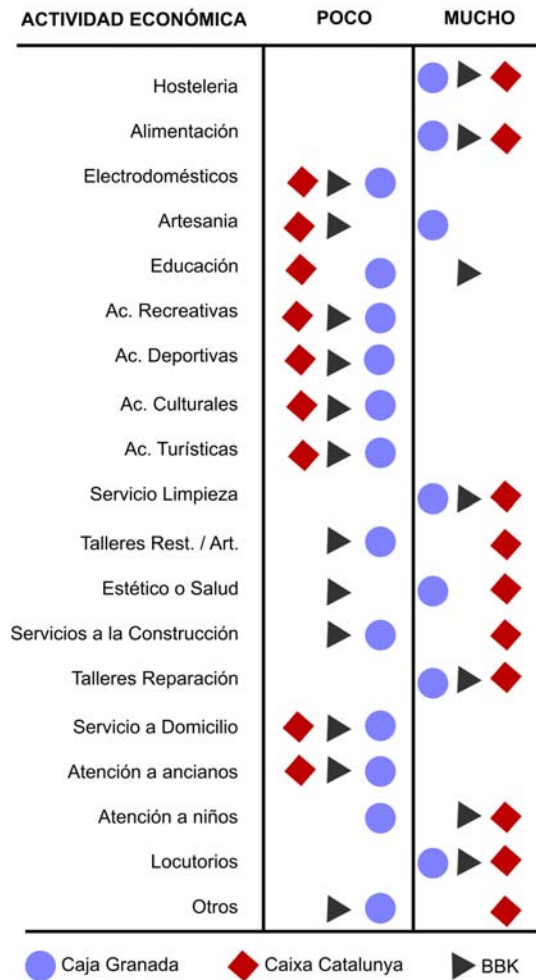 ACTIVIDAD ECONÓMICA POCO MUCHO
Hosteleria
Alimentación
Electrodomésticos
Artesania
Educación
Ac. Recreativas
Ac. Deportivas
Ac. Culturales
Ac. Turísticas
Servicio Limpieza
Talleres Rest. / Art.
Estético o Salud
Servicios a la Construcción
Talleres Reparación
Servicio a Domicilio
Atención a ancianos
Atención a niños
Locutorios
Otros
Caja Granada Caixa Catalunya BBK